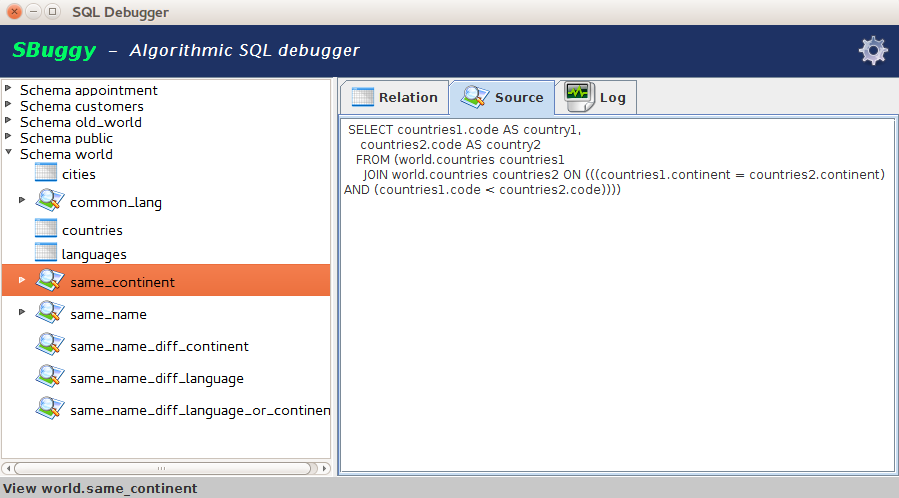 SQL Debugger
SBuggy – Algorithmic SQL debugger
Schema appointment
Schema customers
Schema old_world
Schema public
Schema world
cities
common_lang
countries
languages
same_continent
same_name
same_name_diff_continent
same_name_diff_language
same_name_diff_language_or_continen
Relation
Source
Log
SELECT countries1.code AS country1,
countries2.code AS country2
FROM (world.countries countries1
JOIN world.countries countries2 ON (((countries1.continent = countries2.continent)
AND (countries1.code < countries2.code))))
View world.same_continent